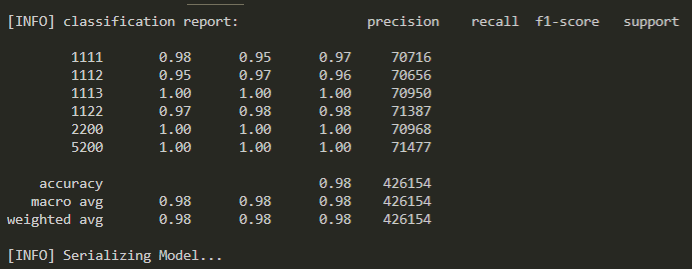 [INFO] classification report: precision recall f1-score support
1111 0.98 0.95 0.97 70716
1112 0.95 0.97 0.96 70656
1113 1.00 1.00 1.00 70950
1122 0.97 0.98 0.98 71387
2200 1.00 1.00 1.00 70968
5200 1.00 1.00 1.00 71477
accuracy 0.98 426154
macro avg 0.98 0.98 0.98 426154
weighted avg 0.98 0.98 0.98 426154
[INFO] Serializing Model...